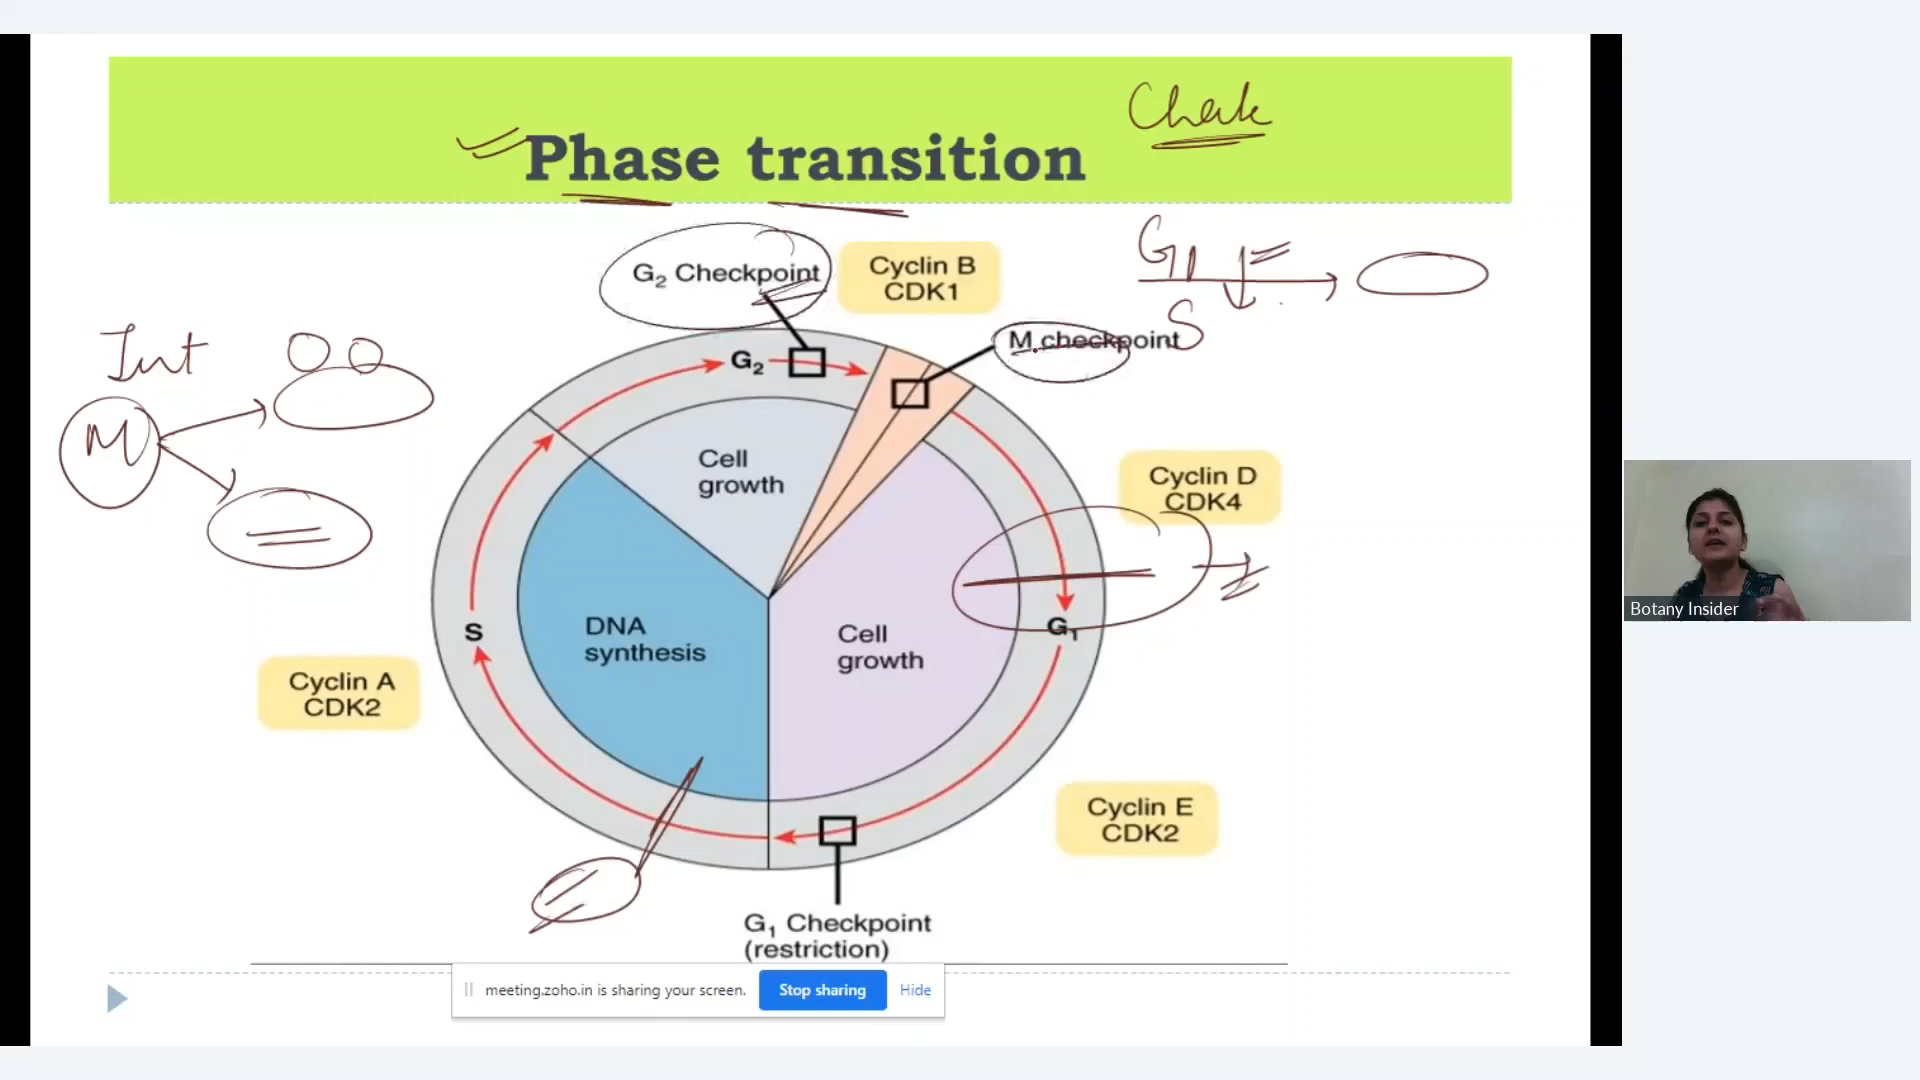 Check
Phase transition
G₂ Checkpoint
Cyclin B
CDK1
G1
S
M checkpoint
Int
M
G₂
Cell
growth
Cyclin D
CDK4
S
DNA
synthesis
Cell
growth
G₁
Cyclin A
CDK2
Cyclin E
CDK2
G₁ Checkpoint
(restriction)
meeting.zoho.in is sharing your screen.
Stop sharing
Hide
Botany Insider